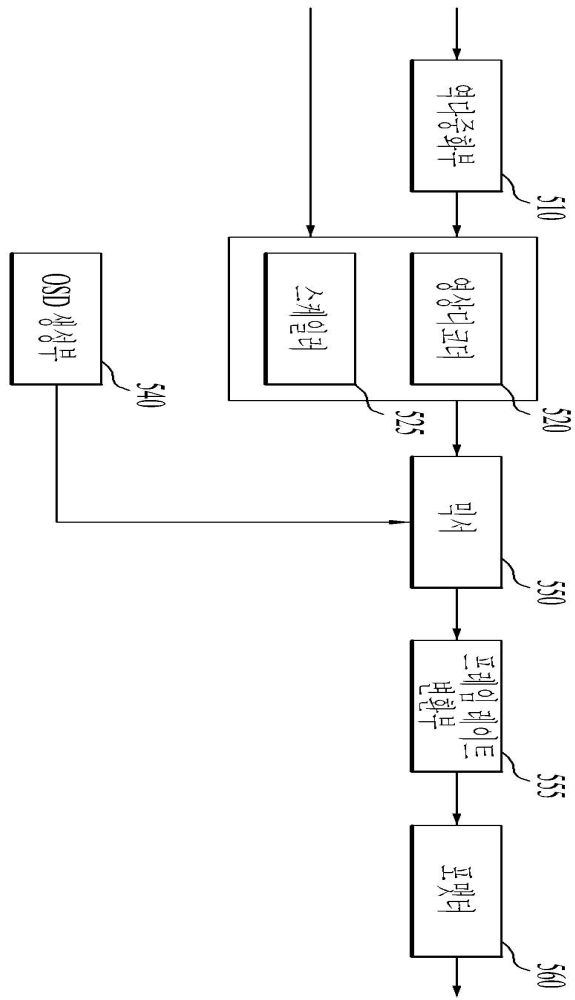 역다중화부
510
영상디코더
520
스케일러
525
OSD 생성부
540
믹서
550
프레임 레이트
변환부
555
포맷터
560